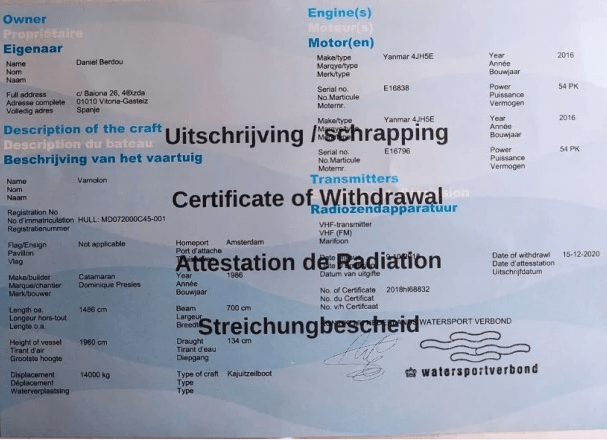 Owner
Propriétaire
Eigenaar
Name Daniel Berdou
Nom
Naam
Full address c/ Baiona 26, 48izda
Adresse complete 01010 Vitoria-Gasteiz
Volledig adres Spanje
Description of the craft
Description du bateau
Beschrijving van het vaartuig
Name Vamolon
Nom
Naam
Registration No.
No d'immatriculation HULL: MD072000C45-001
Registratienummer
Flag/Ensign Not applicable
Pavillon
Vlag
Homeport Amsterdam
Port d'attache
Make/builder Catamaran
Marque/chantier Dominique Presles
Merk/bouwer
Year 1986
Année
Bouwjaar
Length oa. 1486 cm
Longeur hors-tout
Lengte o.a.
Beam 700 cm
Largeur
Breedte
Height of vessel 1960 cm
Tirant d'air
Grootste hoogte
Draught 134 cm
Tirant d'eau
Diepgang
Displacement 14000 kg
Déplacement
Waterverplaatsing
Type of craft Kajuitzeilboot
Type
Type
Engine(s)
Moteur(s)
Motor(en)
Make/type Yanmar 4JH5E
Marque/type
Merk/type
Year 2016
Année
Bouwjaar
Serial no. E16838
No.Marticule
Motornr.
Power 54 PK
Puissance
Vermogen
Make/type Yanmar 4JH5E
Merk/type
Year 2016
Année
Bouwjaar
Serial no. E16796
No.Marticule
Motornr.
Power 54 PK
Puissance
Vermogen
Transmitters
Radiozendapparatuur
VHF-transmitter
VHF (FM)
Marifoon
Datum van uitgifte
Date of withdrawl 15-12-2020
Date d'attesstation
Uitschrijfdatum
No. of Certificate 2018hl68832
No. du Certificat
No. v/h Certificaat
WATERSPORT VERBOND
watersportverbond
Uitschrijving / schrapping
Certificate of Withdrawal
Attestation de Radiation
Streichungbescheid